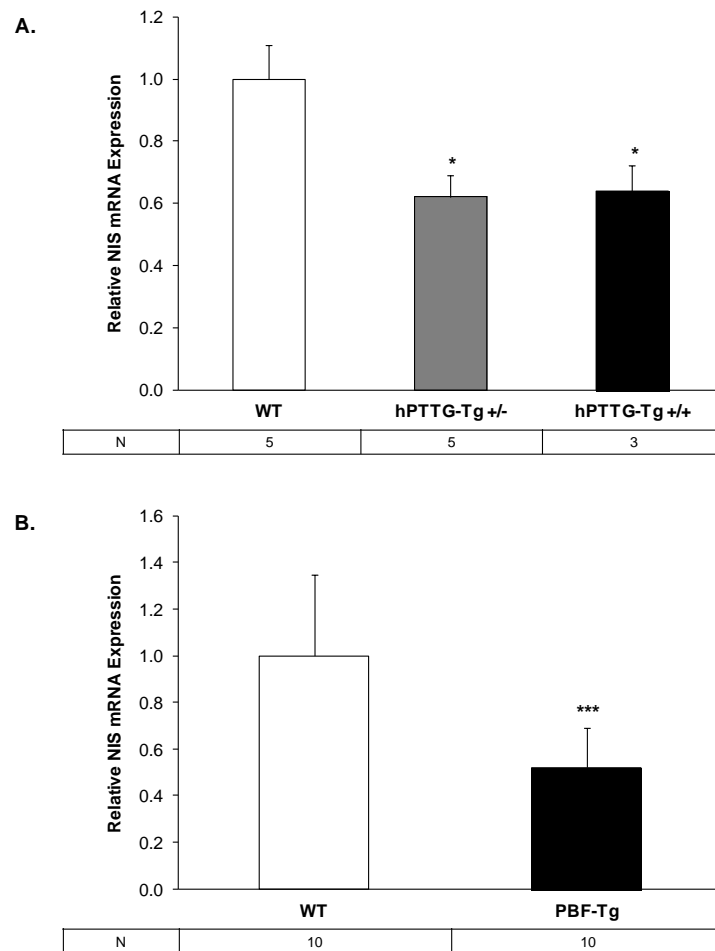 A.
Relative NIS mRNA Expression
1.2
1.0
0.8
0.6
0.4
0.2
0.0
*
*
WT hPTTG-Tg +/- hPTTG-Tg +/+
N 5 5 3
B.
Relative NIS mRNA Expression
1.6
1.4
1.2
1.0
0.8
0.6
0.4
0.2
0.0
***
WT PBF-Tg
N 10 10